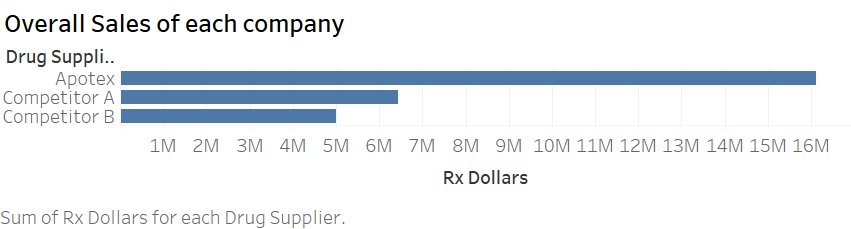 Overall Sales of each company
Drug Suppli..
Apotex
Competitor A
Competitor B
1M 2M 3M 4M 5M 6M 7M 8M 9M 10M 11M 12M 13M 14M 15M 16M
Rx Dollars
Sum of Rx Dollars for each Drug Supplier.